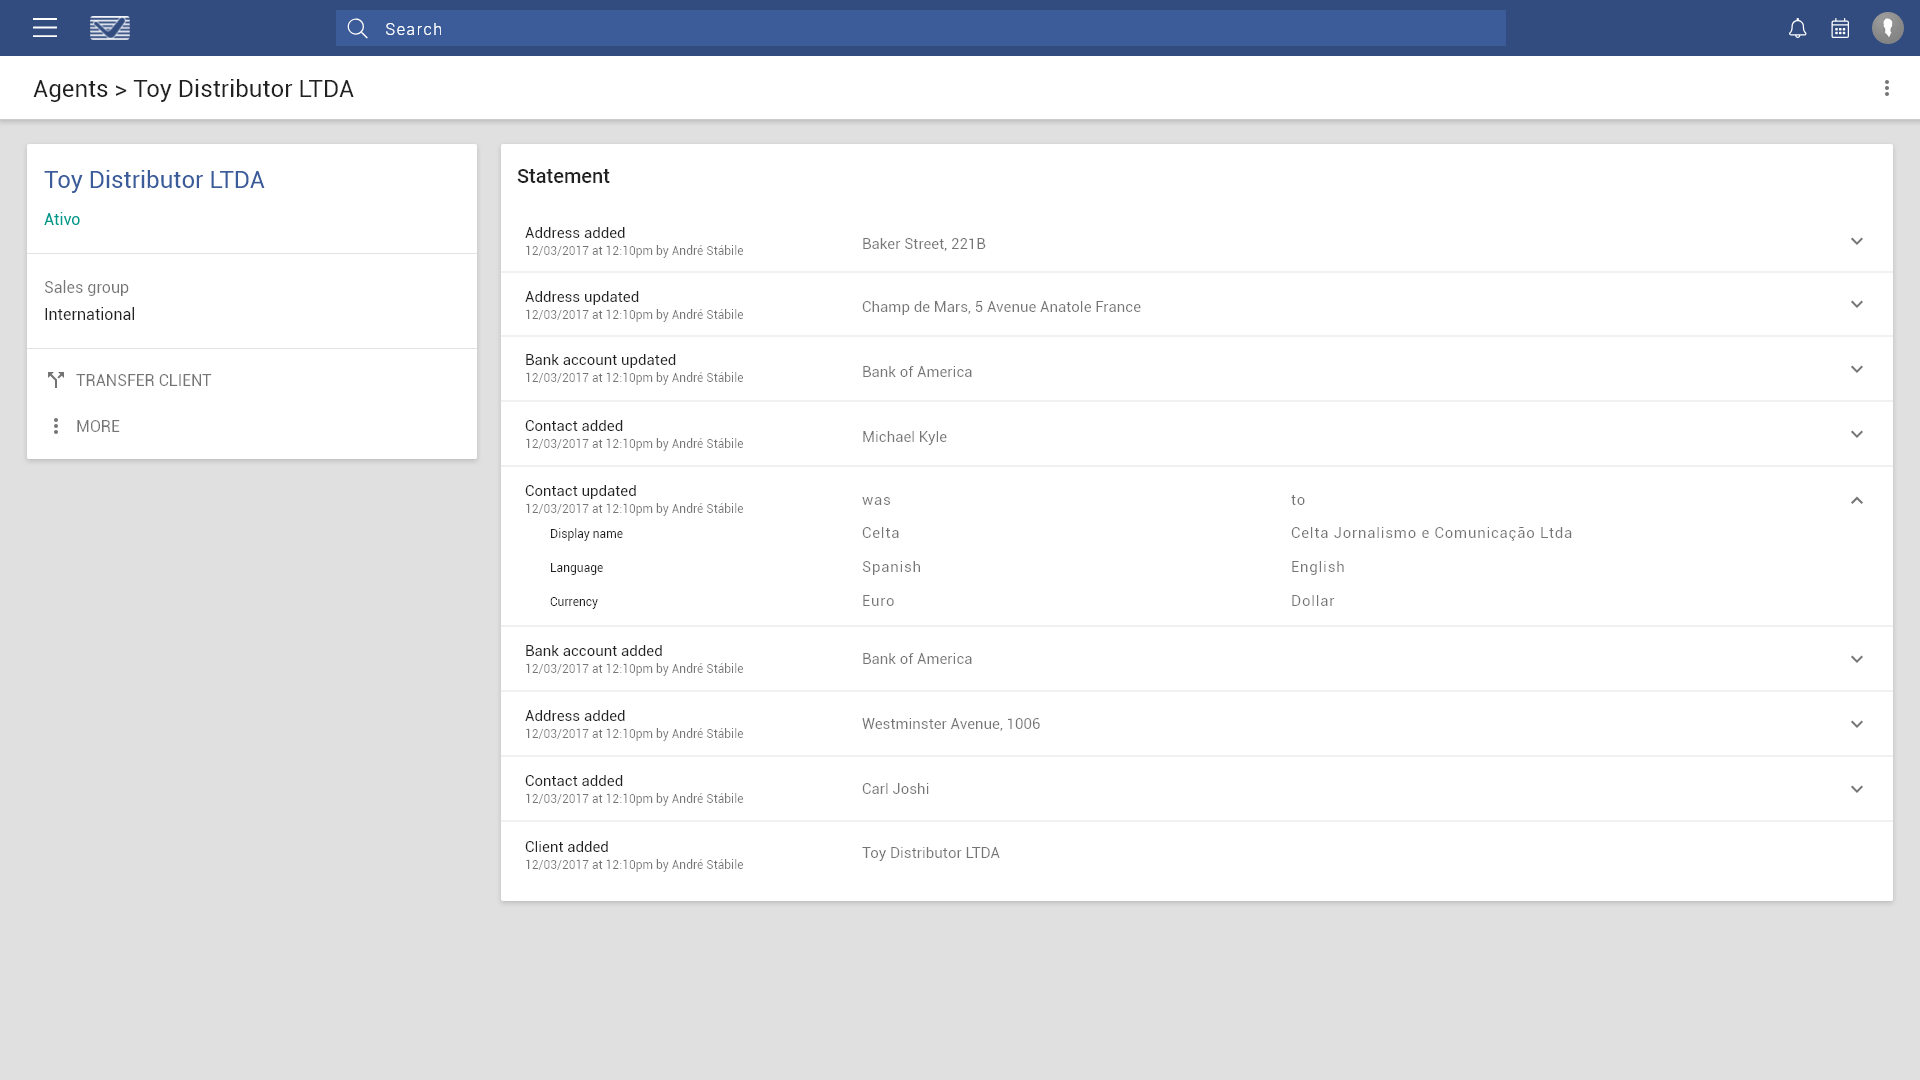 Search
Agents > Toy Distributor LTDA
Toy Distributor LTDA
Ativo
Sales group
International
TRANSFER CLIENT
MORE
Statement
Address added
12/03/2017 at 12:10pm by André Stábile
Baker Street, 221B
Address updated
12/03/2017 at 12:10pm by André Stábile
Champ de Mars, 5 Avenue Anatole France
Bank account updated
12/03/2017 at 12:10pm by André Stábile
Bank of America
Contact added
12/03/2017 at 12:10pm by André Stábile
Michael Kyle
Contact updated
12/03/2017 at 12:10pm by André Stábile
was to
Display name Celta Celta Jornalismo e Comunicação Ltda
Language Spanish English
Currency Euro Dollar
Bank account added
12/03/2017 at 12:10pm by André Stábile
Bank of America
Address added
12/03/2017 at 12:10pm by André Stábile
Westminster Avenue, 1006
Contact added
12/03/2017 at 12:10pm by André Stábile
Carl Joshi
Client added
12/03/2017 at 12:10pm by André Stábile
Toy Distributor LTDA